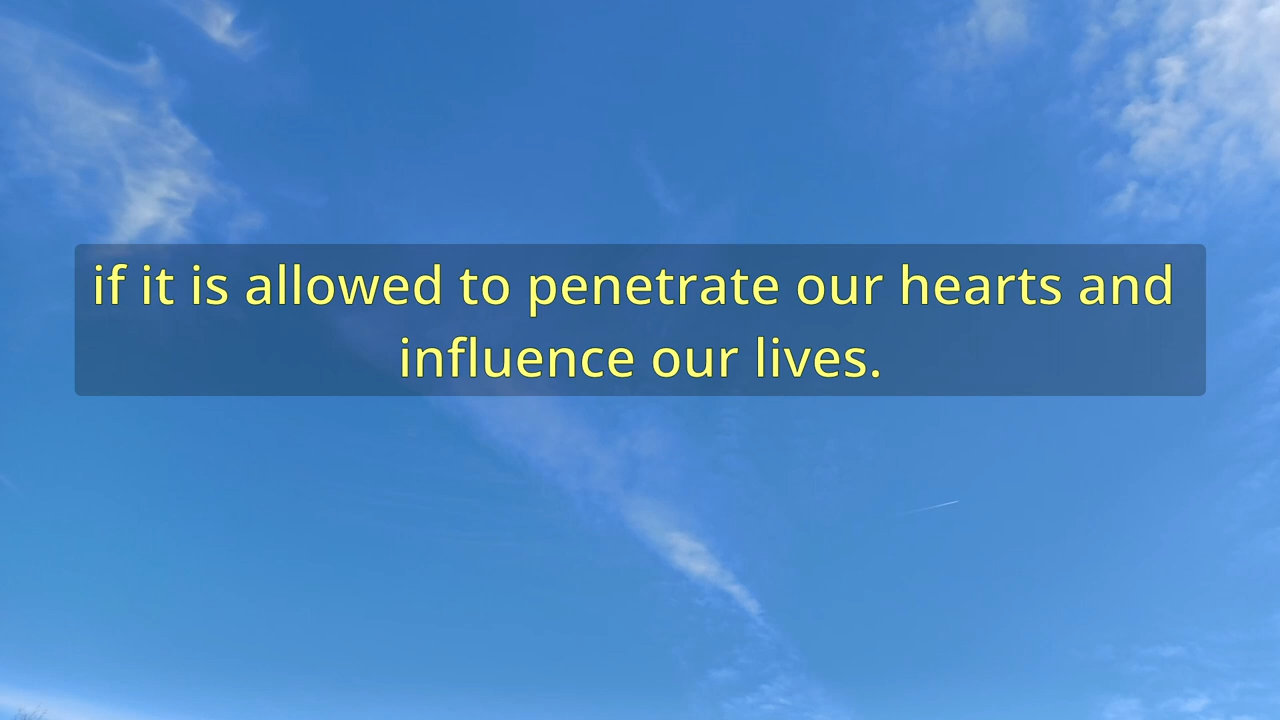 if it is allowed to penetrate our hearts and
influence our lives.